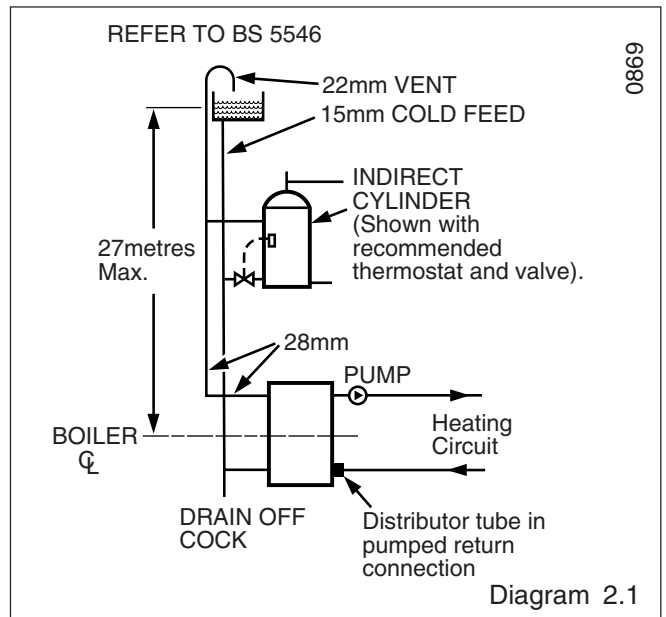 REFER TO BS 5546
0869
22mm VENT
15mm COLD FEED
INDIRECT
CYLINDER
(Shown with
recommended
thermostat and valve).
27metres
Max.
28mm
PUMP
Heating
Circuit
BOILER
℄
DRAIN OFF
COCK
Distributor tube in
pumped return
connection
Diagram 2.1